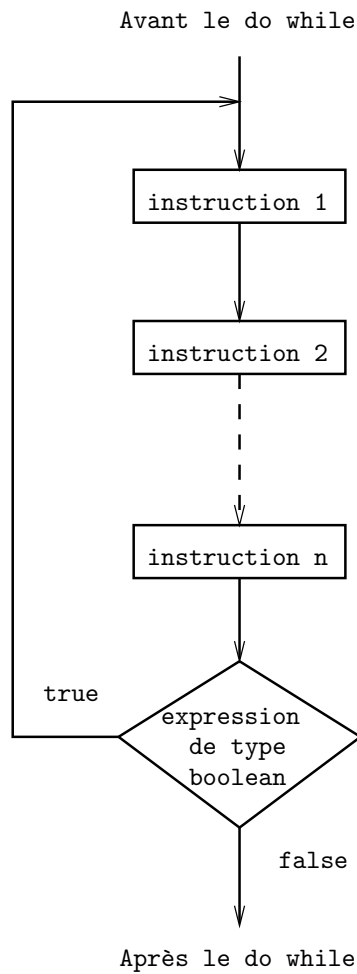 Avant le do while
instruction 1
instruction 2
instruction n
true
expression
de type
boolean
false
Après le do while